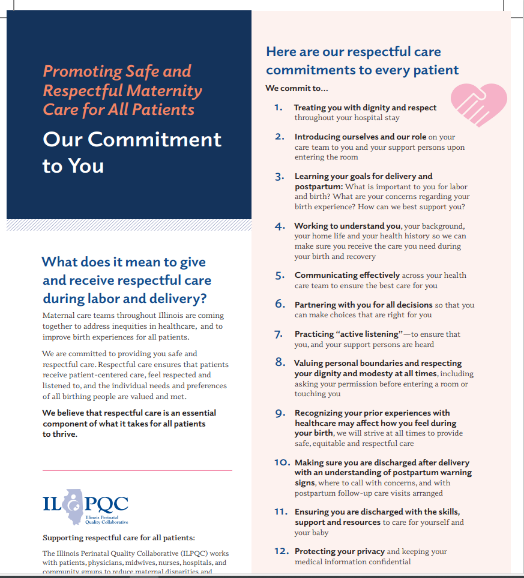 Promoting Safe and
Respectful Maternity
Care for All Patients
Our Commitment
to You
What does it mean to give
and receive respectful care
during labor and delivery?
Maternal care teams throughout Illinois are coming
together to address inequities in healthcare, and to
improve birth experiences for all patients.
We are committed to providing you safe and
respectful care. Respectful care ensures that patients
receive patient-centered care, feel respected and
listened to, and the individual needs and preferences
of all birthing people are valued and met.
We believe that respectful care is an essential
component of what it takes for all patients
to thrive.
IL PQC
Illinois Perinatal
Quality Collaborative
Supporting respectful care for all patients:
The Illinois Perinatal Quality Collaborative (ILPQC) works
with patients, physicians, midwives, nurses, hospitals, and
community groups to reduce maternal disparities and
Here are our respectful care
commitments to every patient
We commit to...
1. Treating you with dignity and respect
throughout your hospital stay
2. Introducing ourselves and our role on your
care team to you and your support persons upon
entering the room
3. Learning your goals for delivery and
postpartum: What is important to you for labor
and birth? What are your concerns regarding your
birth experience? How can we best support you?
4. Working to understand you, your background,
your home life and your health history so we can
make sure you receive the care you need during
your birth and recovery
5. Communicating effectively across your health
care team to ensure the best care for you
6. Partnering with you for all decisions so that you
can make choices that are right for you
7. Practicing “active listening”—to ensure that
you, and your support persons are heard
8. Valuing personal boundaries and respecting
your dignity and modesty at all times, including
asking your permission before entering a room or
touching you
9. Recognizing your prior experiences with
healthcare may affect how you feel during
your birth, we will strive at all times to provide
safe, equitable and respectful care
10. Making sure you are discharged after delivery
with an understanding of postpartum warning
signs, where to call with concerns, and with
postpartum follow-up care visits arranged
11. Ensuring you are discharged with the skills,
support and resources to care for yourself and
your baby
12. Protecting your privacy and keeping your
medical information confidential